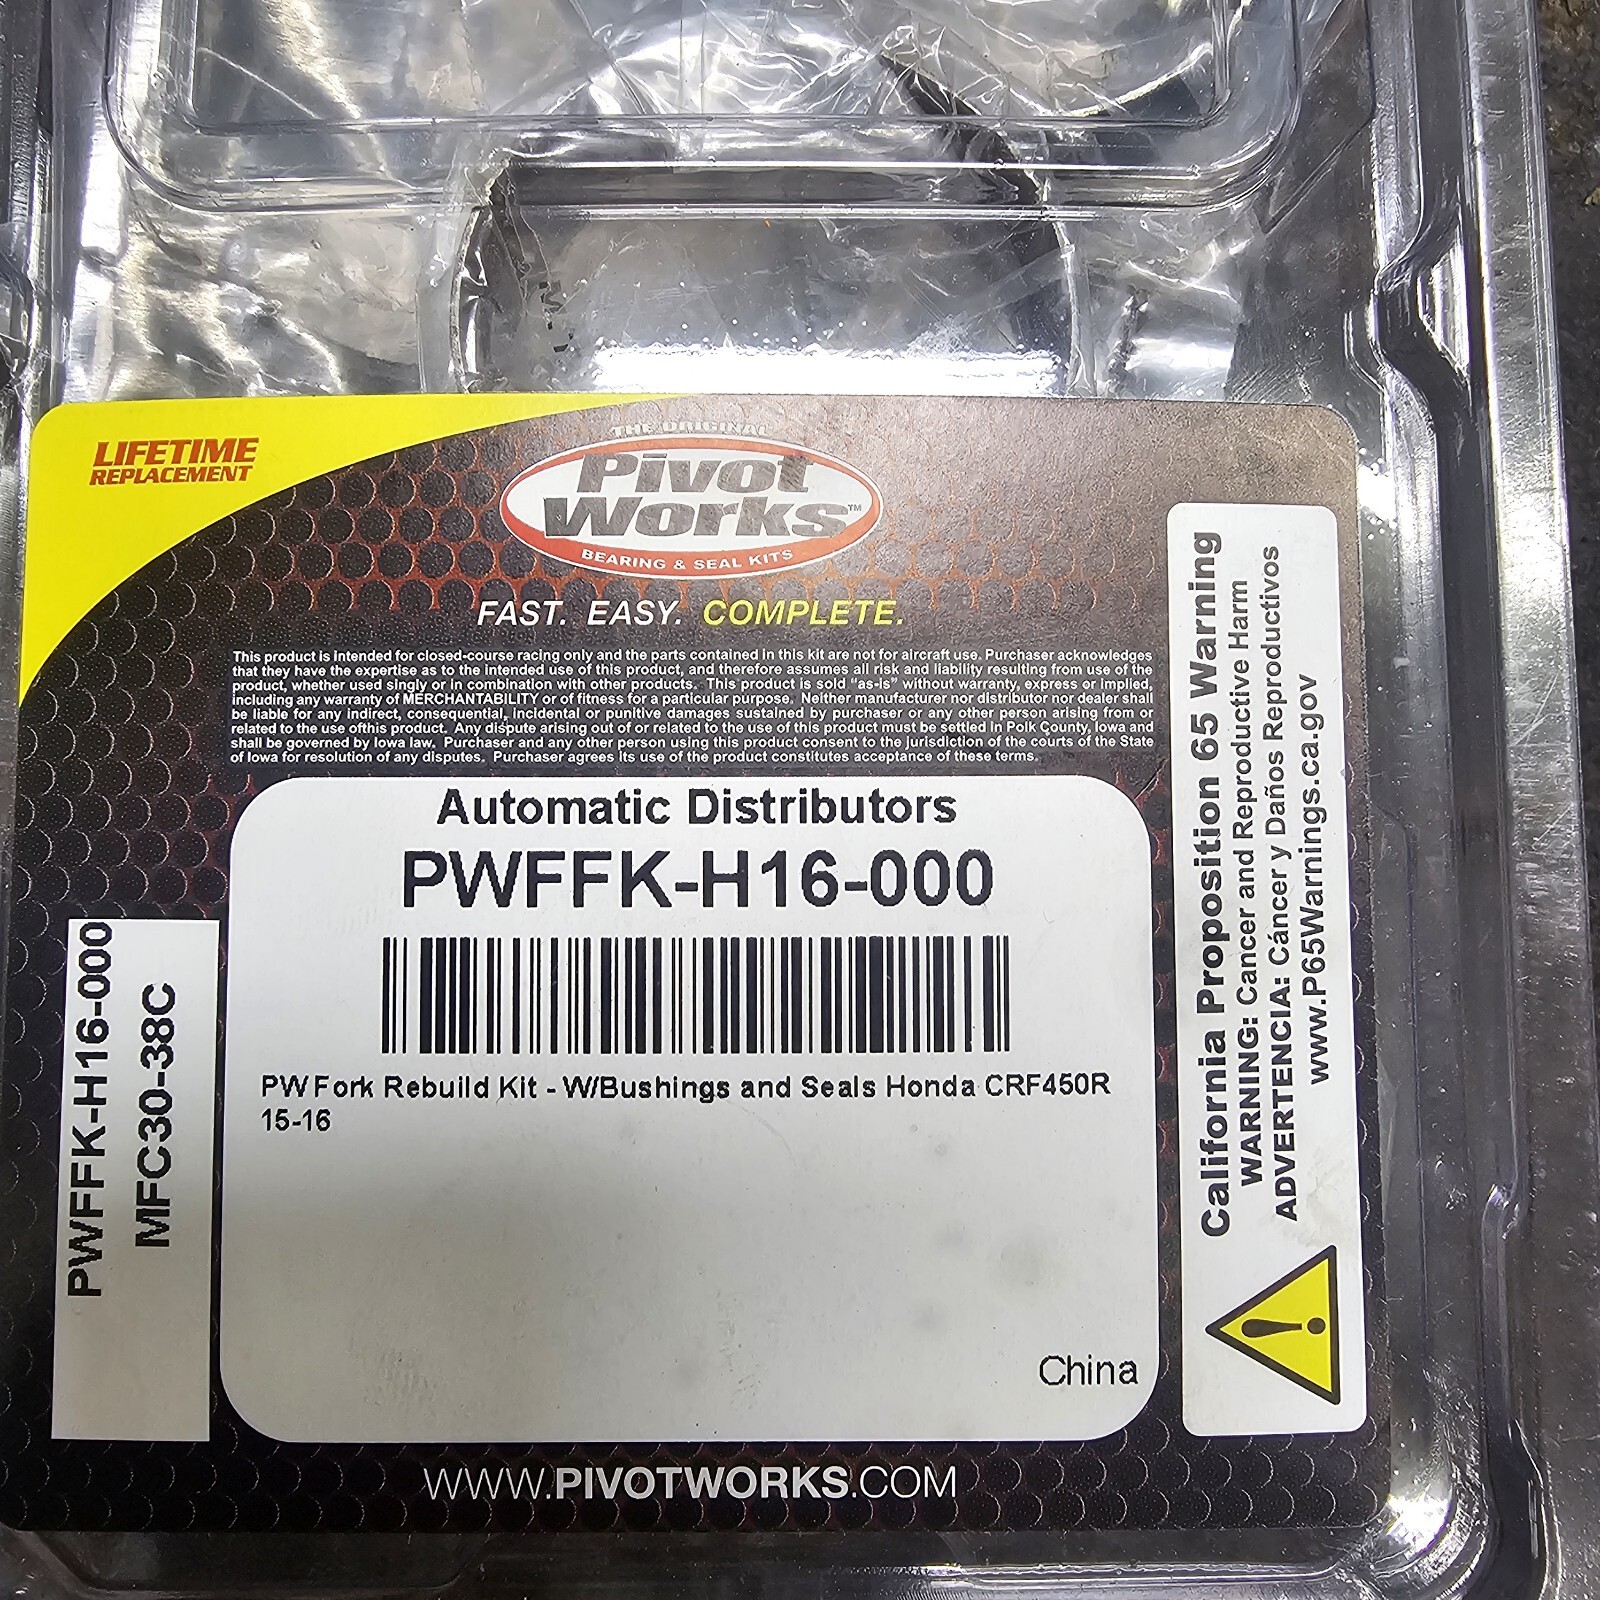 LIFETIME
REPLACEMENT
THE ORIGINAL
Pivot
Works™
BEARING & SEAL KITS
FAST. EASY. COMPLETE.
This product is intended for closed-course racing only and the parts contained in this kit are not for aircraft use. Purchaser acknowledges
that they have the expertise as to the intended use of this product, and therefore assumes all risk and liability resulting from use of the
product, whether used singly or in combination with other products. This product is sold "as-is" without warranty, express or implied,
including any warranty of MERCHANTABILITY or of fitness for a particular purpose. Neither manufacturer nor distributor nor dealer shall
be liable for any indirect, consequential, incidental or punitive damages sustained by purchaser or any other person arising from or
related to the use ofthis product. Any dispute arising out of or related to the use of this product must be settled in Polk County, Iowa and
shall be governed by Iowa law. Purchaser and any other person using this product consent to the jurisdiction of the courts of the State
of Iowa for resolution of any disputes. Purchaser agrees its use of the product constitutes acceptance of these terms.
Automatic Distributors
PWFFK-H16-000
PW Fork Rebuild Kit - W/Bushings and Seals Honda CRF450R
15-16
China
PWFFK-H16-000
MFC30-38C
California Proposition 65 Warning
WARNING: Cancer and Reproductive Harm
ADVERTENCIA: Cáncer y Daños Reproductivos
www.P65Warnings.ca.gov
WWW.PIVOTWORKS.COM